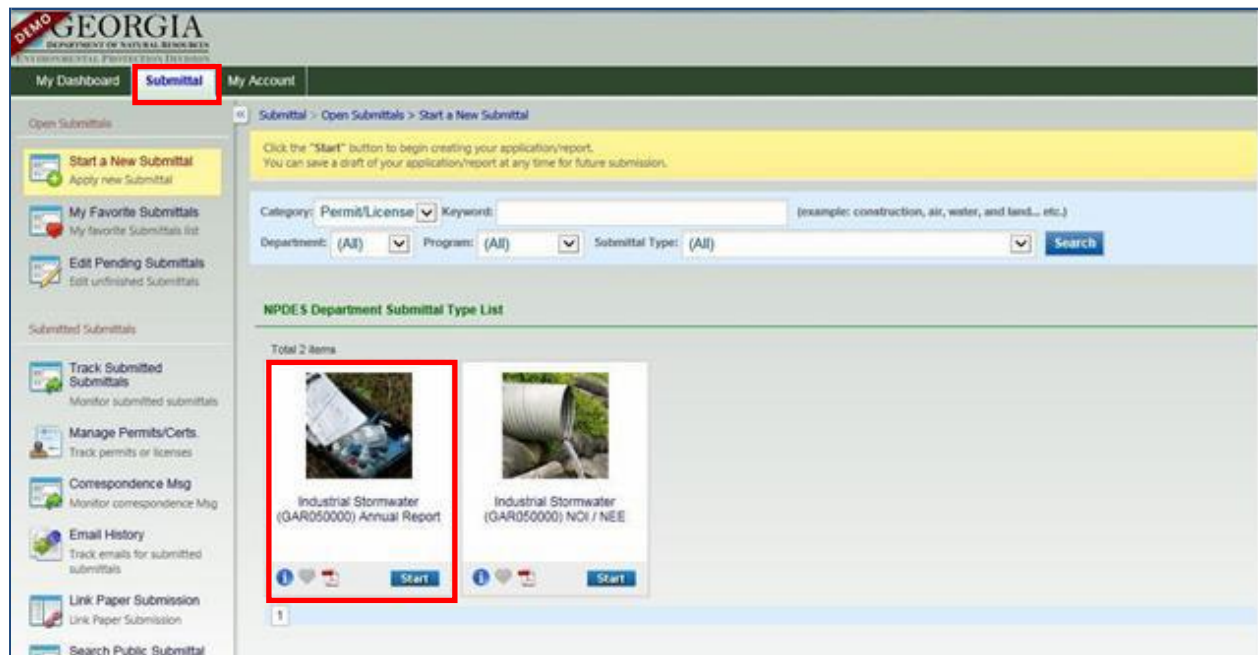 DEMO
GEORGIA
DEPARTMENT OF NATURAL RESOURCES
ENVIRONMENTAL PROTECTION DIVISION
My Dashboard Submittal My Account
Open Submittals
Start a New Submittal
Apply new Submittal
My Favorite Submittals
My favorite Submittals list
Edit Pending Submittals
Edit unfinished Submittals
Submitted Submittals
Track Submitted
Submittals
Monitor submitted submittals
Manage Permits/Certs.
Track permits or licenses
Correspondence Msg
Monitor correspondence Msg
Email History
Track emails for submitted
submittals
Link Paper Submission
Link Paper Submission
Search Public Submittal
Submittal > Open Submittals > Start a New Submittal
Click the "Start" button to begin creating your application/report.
You can save a draft of your application/report at any time for future submission.
Category: Permit/License Keyword: (example: construction, air, water, and land... etc.)
Department: (All) Program: (All) Submittal Type: (All) Search
NPDES Department Submittal Type List
Total 2 items
Industrial Stormwater
(GAR050000) Annual Report
Start
Industrial Stormwater
(GAR050000) NOI / NEE
Start
1